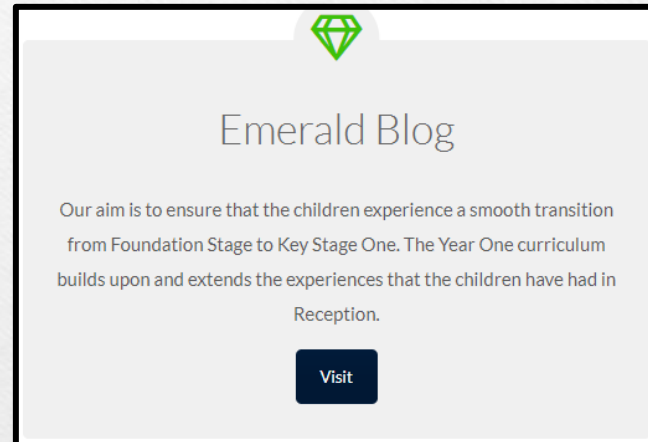 Emerald Blog
Our aim is to ensure that the children experience a smooth transition
from Foundation Stage to Key Stage One. The Year One curriculum
builds upon and extends the experiences that the children have had in
Reception.
Visit